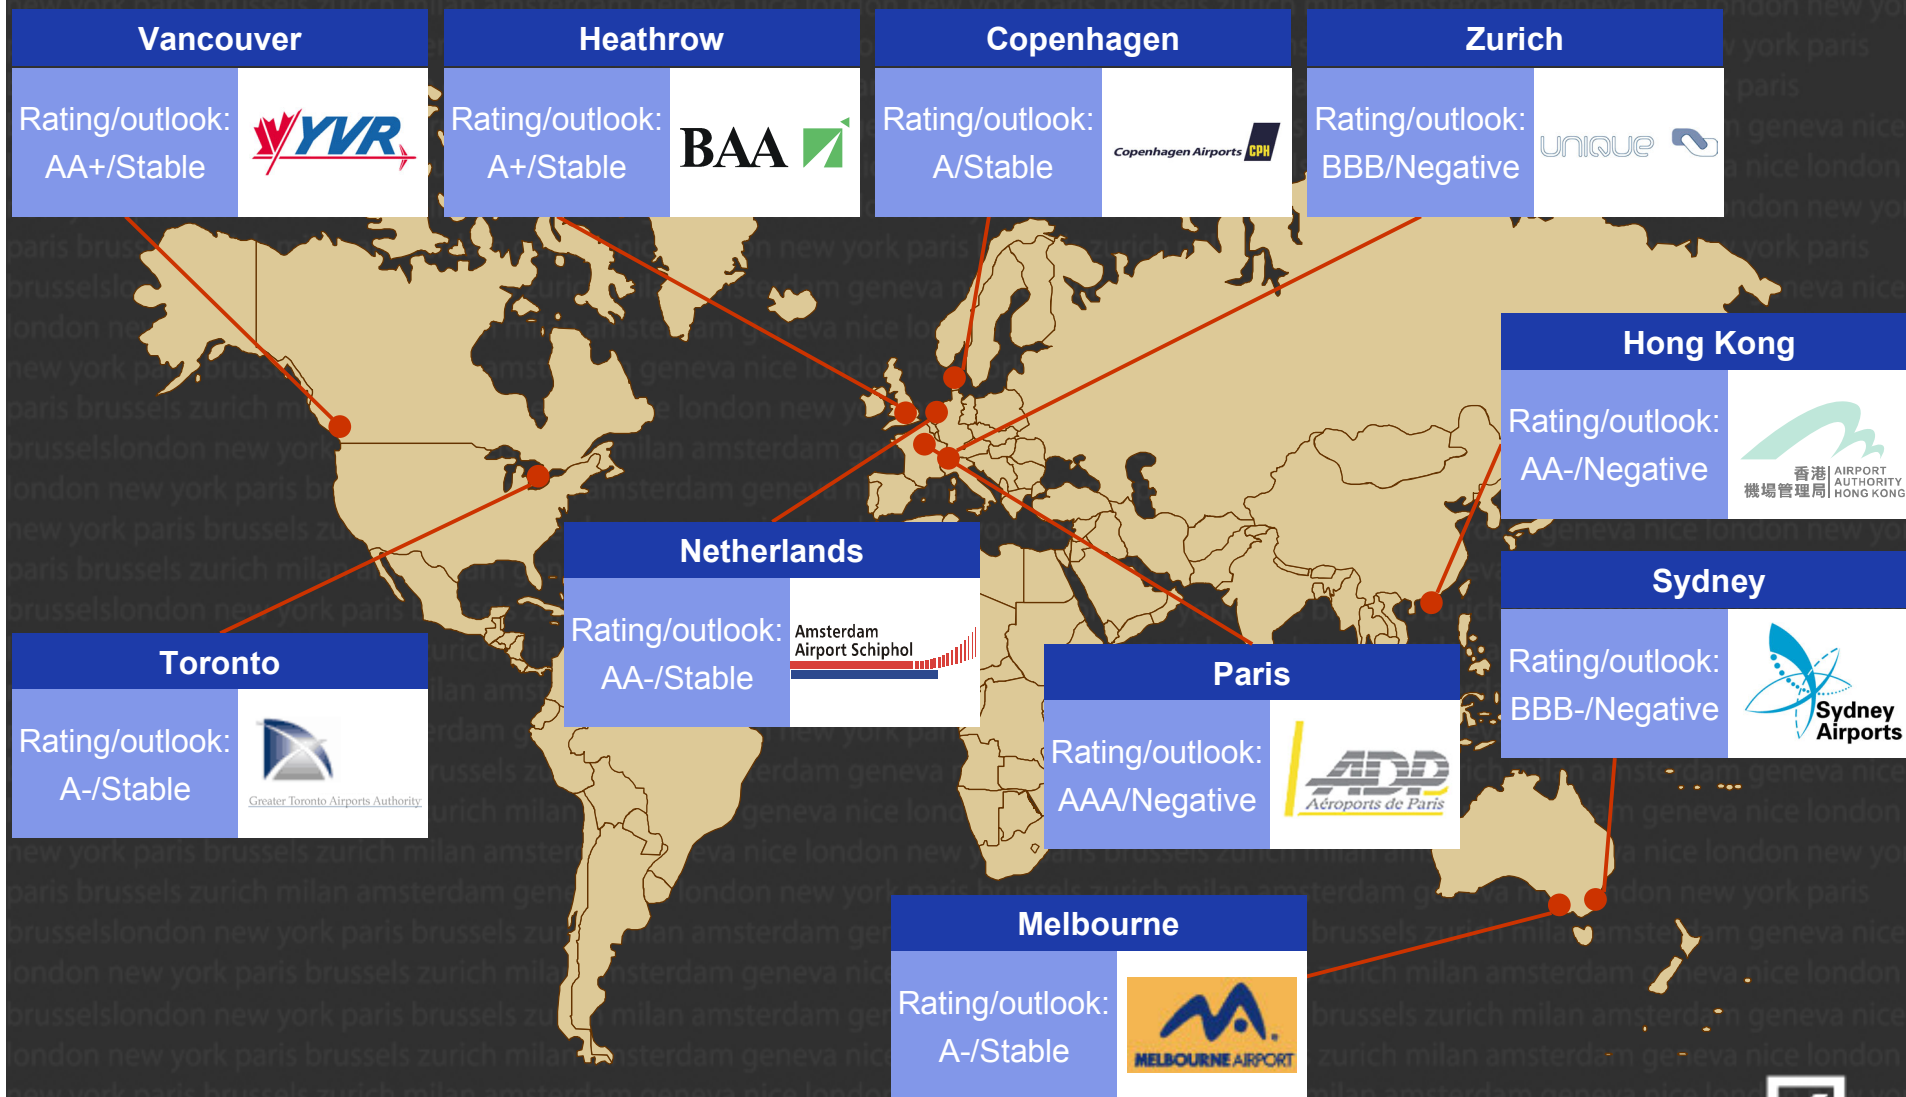 Vancouver
Rating/outlook:
AA+/Stable
YVR
Heathrow
Rating/outlook:
A+/Stable
BAA
Copenhagen
Rating/outlook:
A/Stable
Copenhagen Airports CPH
Zurich
Rating/outlook:
BBB/Negative
UNIQUE
Hong Kong
Rating/outlook:
AA-/Negative
香港
機場管理局
AIRPORT
AUTHORITY
HONG KONG
Netherlands
Rating/outlook:
AA-/Stable
Amsterdam
Airport Schiphol
Sydney
Rating/outlook:
BBB-/Negative
Sydney
Airports
Toronto
Rating/outlook:
A-/Stable
Greater Toronto Airports Authority
Paris
Rating/outlook:
AAA/Negative
ADP
Aéroports de Paris
Melbourne
Rating/outlook:
A-/Stable
MELBOURNE AIRPORT